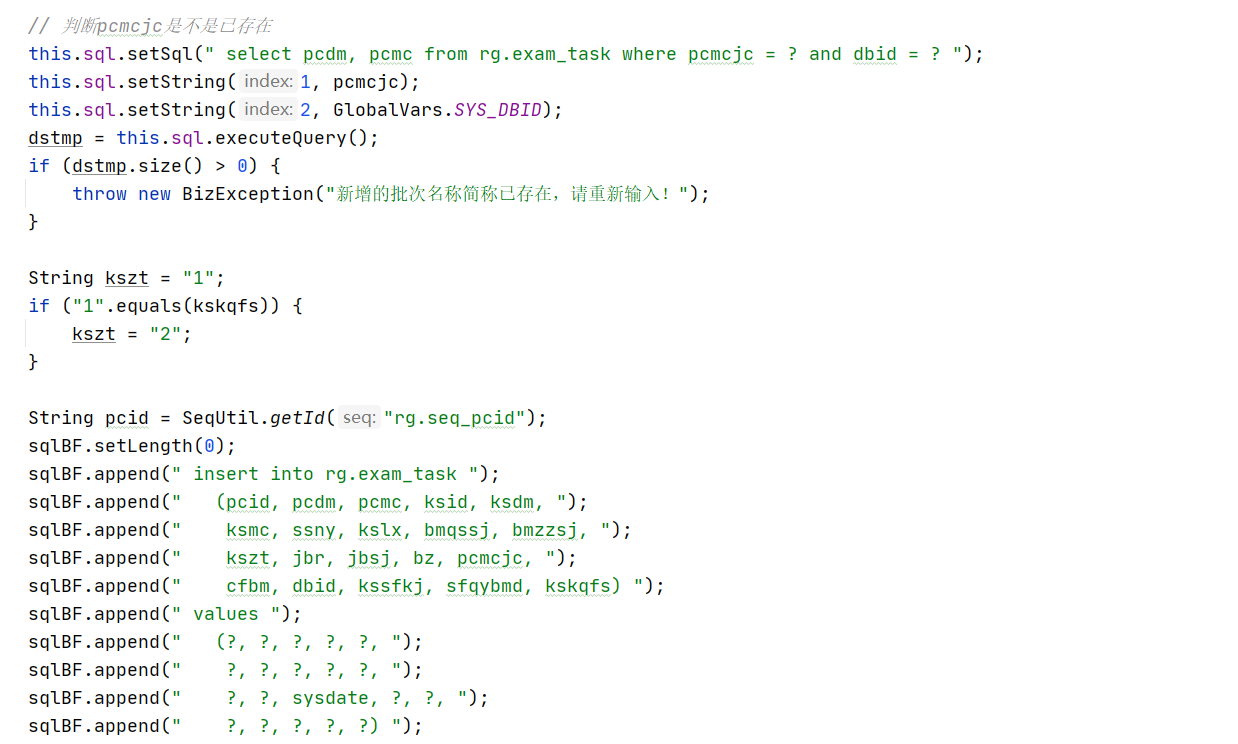 // 判断pcmcjc是不是已存在
this.sql.setSql(" select pcdm, pcmc from rg.exam_task where pcmcjc = ? and dbid = ? ");
this.sql.setString( index: 1, pcmcjc);
this.sql.setString( index: 2, GlobalVars.SYS_DBID);
dstmp = this.sql.executeQuery();
if (dstmp.size() > 0) {
    throw new BizException("新增的批次名称简称已存在，请重新输入！");
}

String kszt = "1";
if ("1".equals(kskqfs)) {
    kszt = "2";
}

String pcid = SeqUtil.getId( seq: "rg.seq_pcid");
sqlBF.setLength(0);
sqlBF.append(" insert into rg.exam_task ");
sqlBF.append("   (pcid, pcdm, pcmc, ksid, ksdm, ");
sqlBF.append("    ksmc, ssny, kslx, bmqssj, bmzzsj, ");
sqlBF.append("    kszt, jbr, jbsj, bz, pcmcjc, ");
sqlBF.append("    cfbm, dbid, kssfkj, sfqybmd, kskqfs) ");
sqlBF.append(" values ");
sqlBF.append("   (?, ?, ?, ?, ?, ");
sqlBF.append("    ?, ?, ?, ?, ?, ");
sqlBF.append("    ?, ?, sysdate, ?, ?, ");
sqlBF.append("    ?, ?, ?, ?, ?) ");